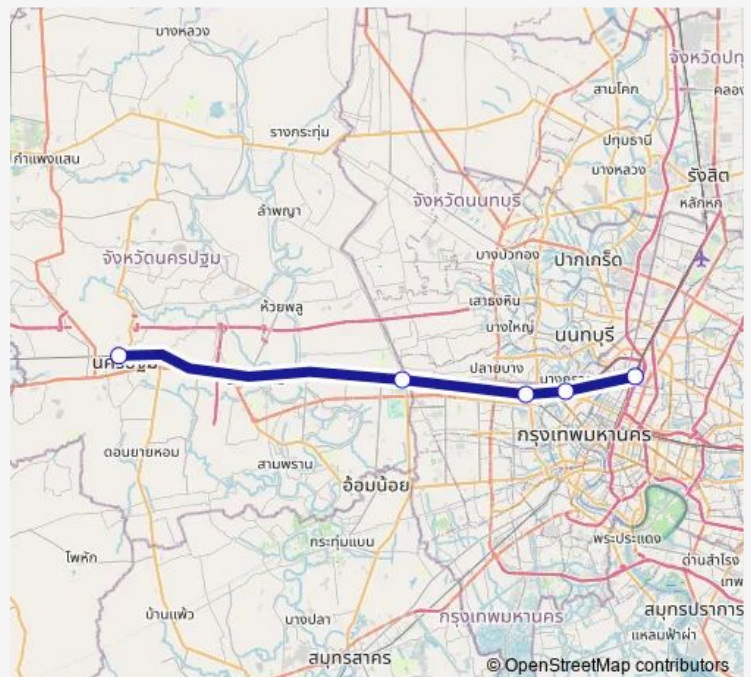 บางหลวง
จังหวัดปทุ
สามโคก
คลอง
รางกระทุ่ม
ปทุมธานี
กำแพงแสน
บางหลวง
รังสิต
หลักหก
จังหวัดนนทบุรี
ลำพญา
จังหวัดนครปฐม
บางบัวทอง
ปากเกร็ด
เสาธงหิน
ห้วยพลู
บางใหญ่
นนทบุรี
นครปฐม
ปลายบาง
กรุงเทพมหานคร
ดอนยายหอม
สามพราน
อ้อมน้อย
กระทุ่มแบน
พระประแดง
โพหัก
ด่านสำโรง
เทพ
สมุทรปราการ
บ้านแพ้ว
บางปลา
กรุงเทพมหานคร
แหลมฟ้าผ่า
สมุทรสาคร
© OpenStreetMap contributors